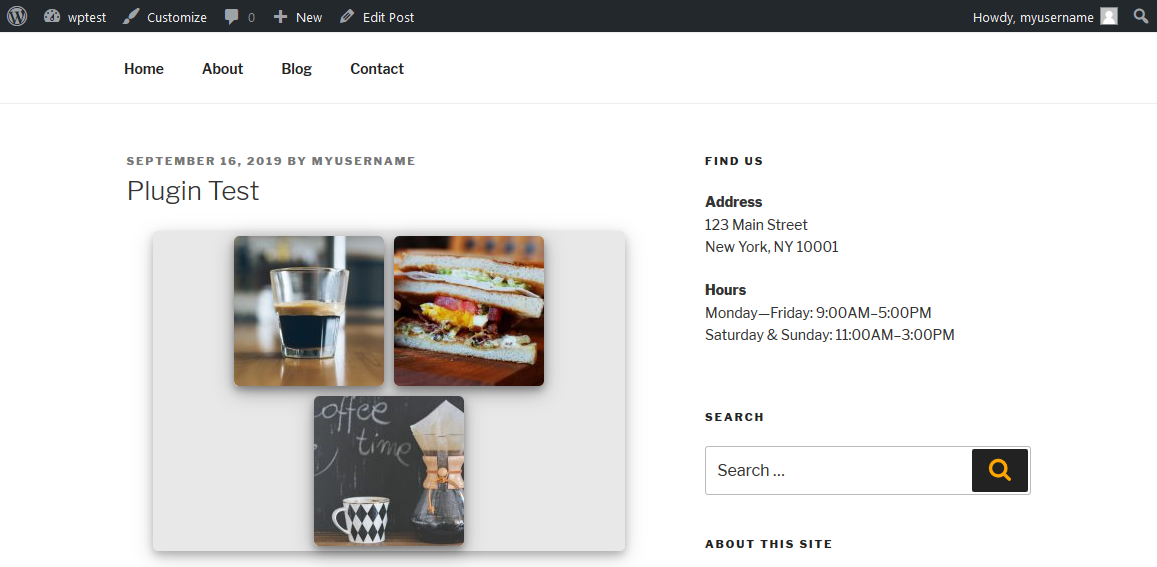 wptest Customize 0 New Edit Post Howdy, myusername
Home About Blog Contact
SEPTEMBER 16, 2019 BY MYUSERNAME
Plugin Test
coffee
time
FIND US
Address
123 Main Street
New York, NY 10001
Hours
Monday—Friday: 9:00AM–5:00PM
Saturday & Sunday: 11:00AM–3:00PM
SEARCH
Search …
ABOUT THIS SITE